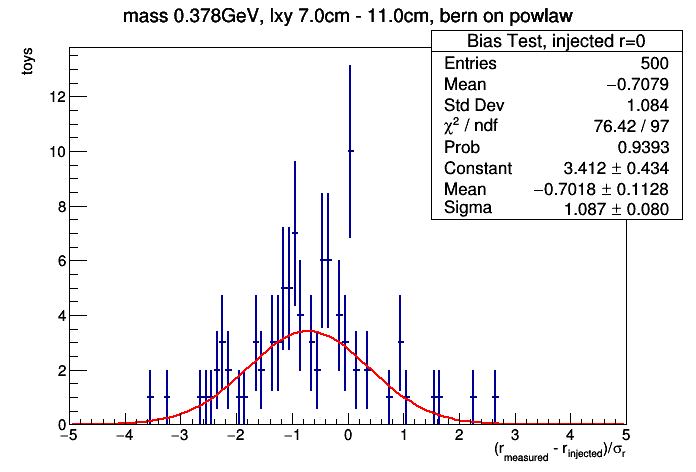 mass 0.378GeV, lxy 7.0cm - 11.0cm, bern on powlaw
Bias Test, injected r=0
Entries 500
Mean −0.7079
Std Dev 1.084
χ² / ndf 76.42 / 97
Prob 0.9393
Constant 3.412 ± 0.434
Mean −0.7018 ± 0.1128
Sigma 1.087 ± 0.080
toys
12
10
8
6
4
2
0
−5 −4 −3 −2 −1 0 1 2 3 4 5
(r_measured - r_injected)/σ_r